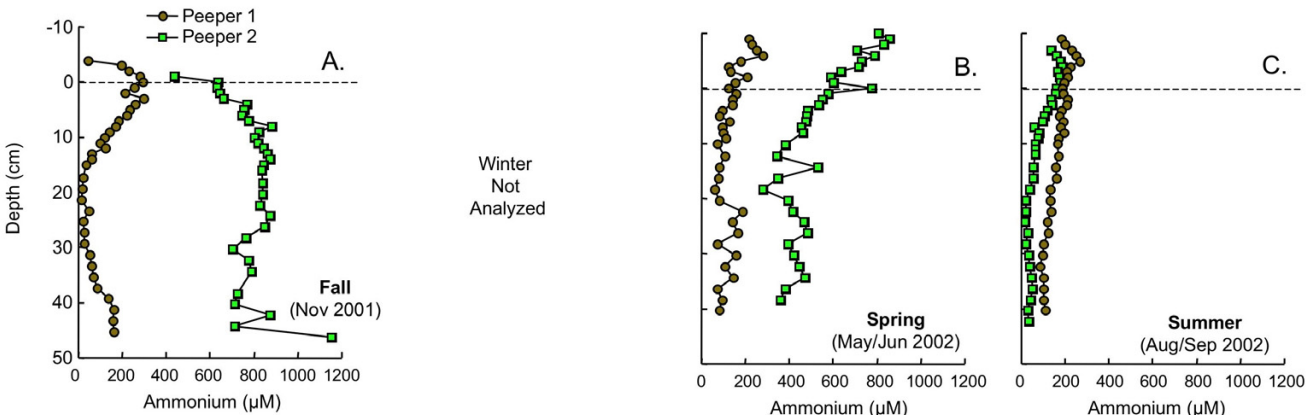 Peeper 1
Peeper 2
-10
0
10
20
30
40
50
Depth (cm)
A.
Fall
(Nov 2001)
0 200 400 600 800 1000 1200
Ammonium (µM)
Winter
Not
Analyzed
B.
Spring
(May/Jun 2002)
0 200 400 600 800 1000 1200
Ammonium (µM)
C.
Summer
(Aug/Sep 2002)
0 200 400 600 800 1000 1200
Ammonium (µM)